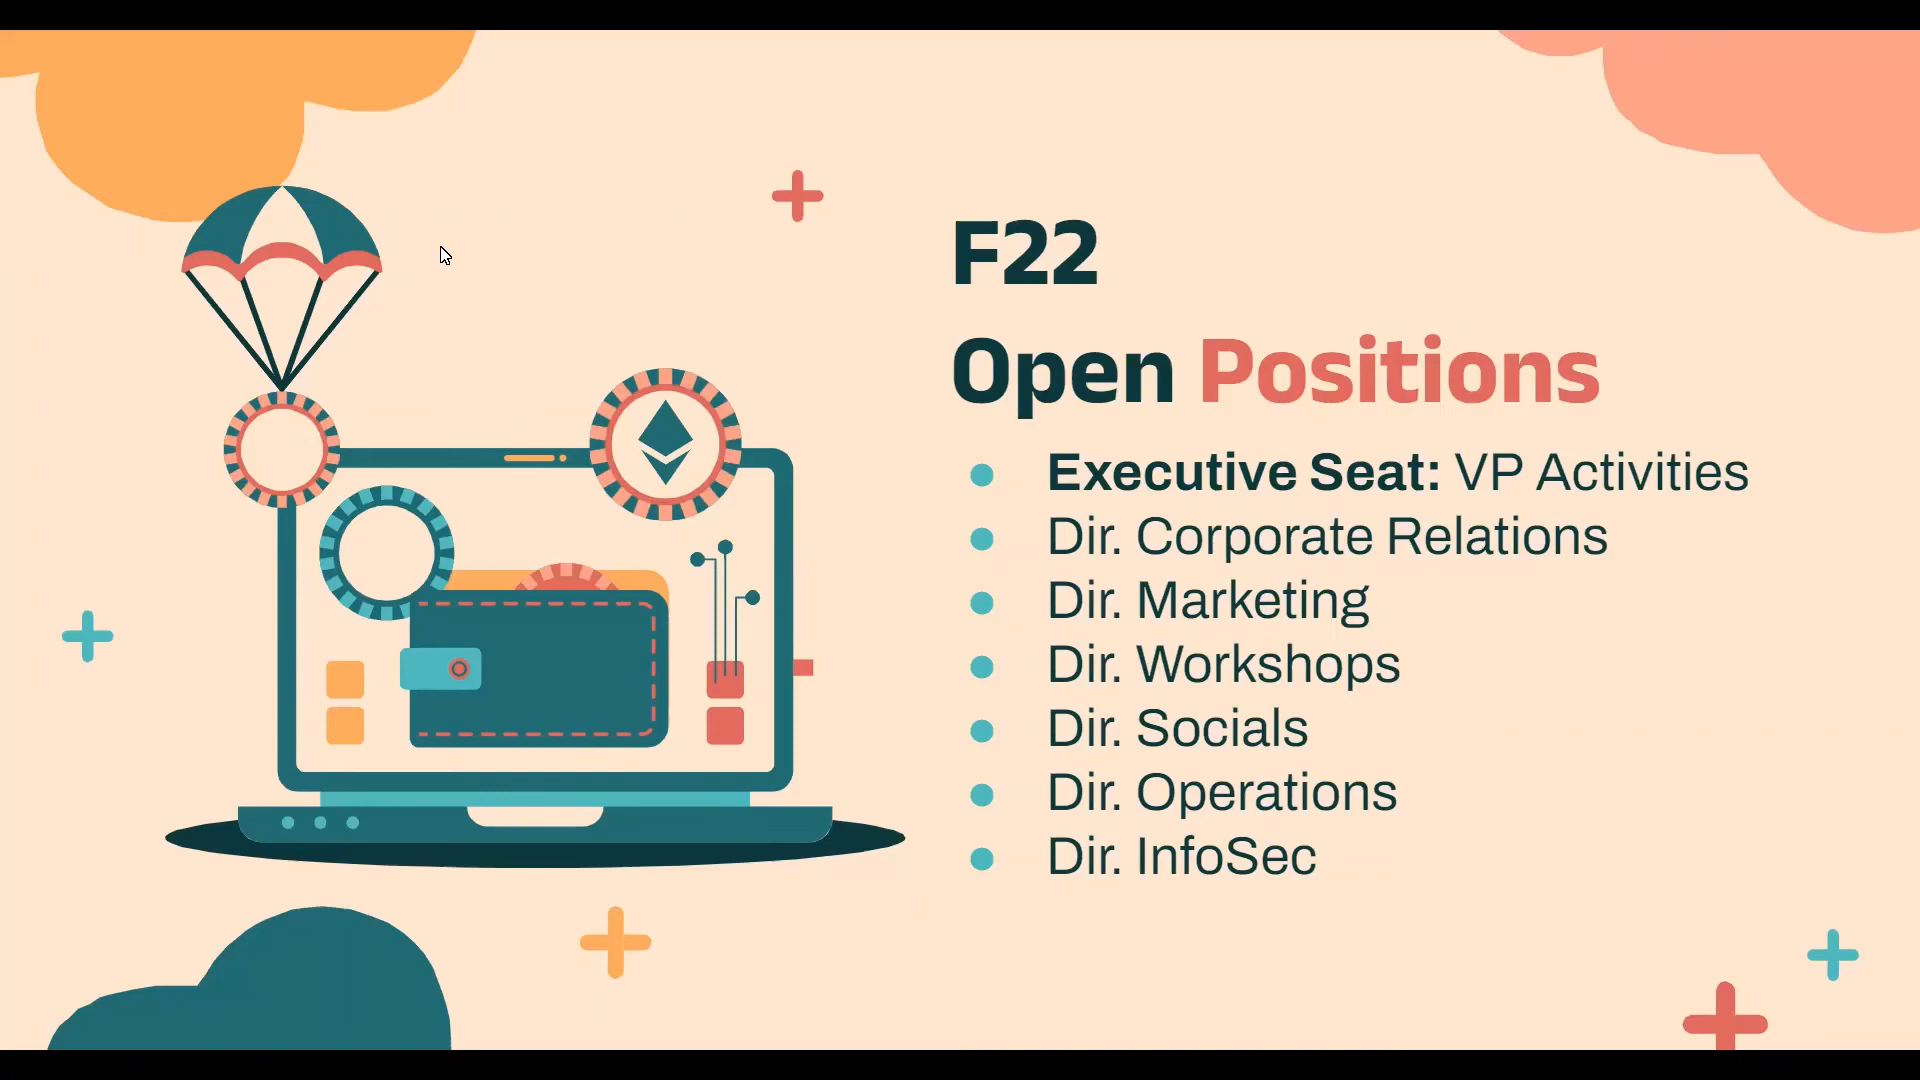 F22
Open Positions
Executive Seat: VP Activities
Dir. Corporate Relations
Dir. Marketing
Dir. Workshops
Dir. Socials
Dir. Operations
Dir. InfoSec